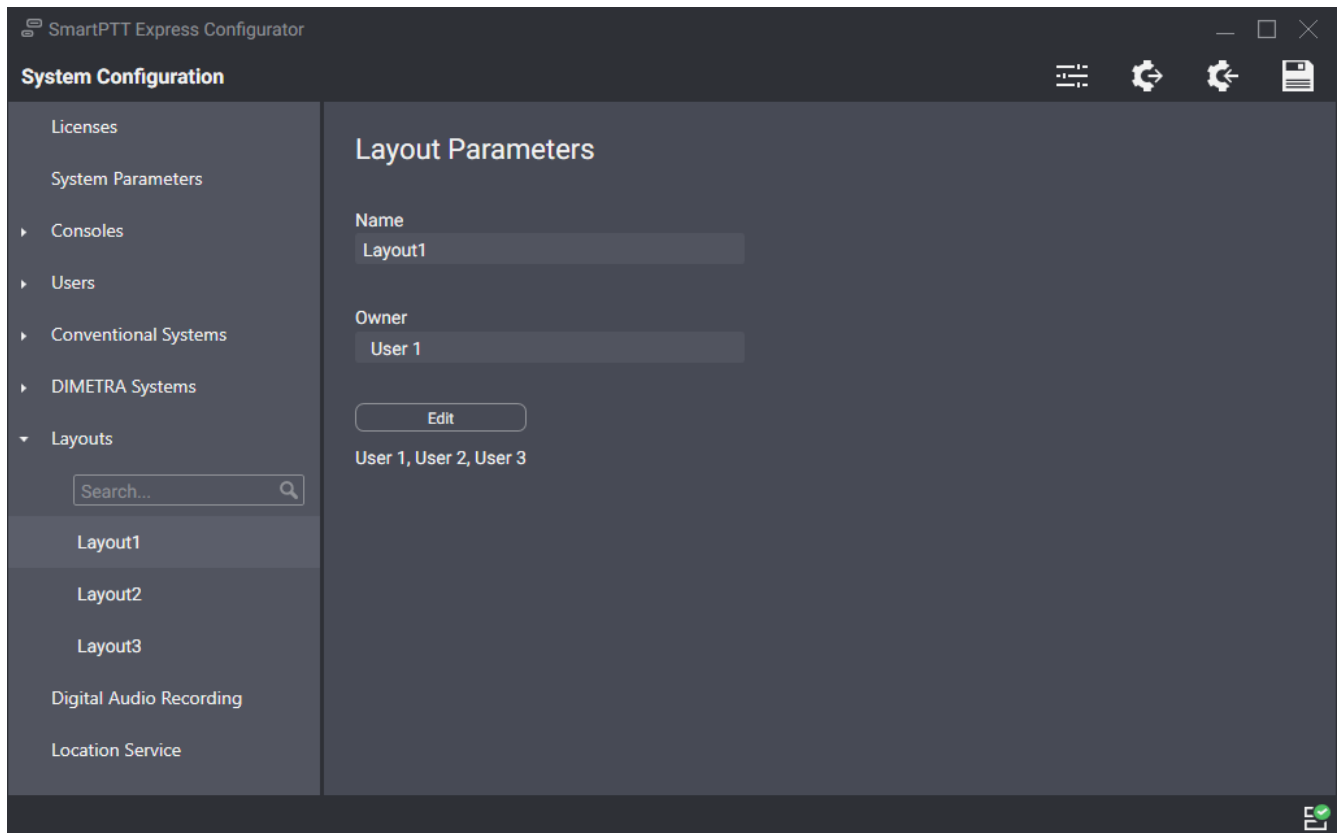 SmartPTT Express Configurator
System Configuration
Licenses
System Parameters
Consoles
Users
Conventional Systems
DIMETRA Systems
Layouts
Search...
Layout1
Layout2
Layout3
Digital Audio Recording
Location Service
Layout Parameters
Name
Layout1
Owner
User 1
Edit
User 1, User 2, User 3